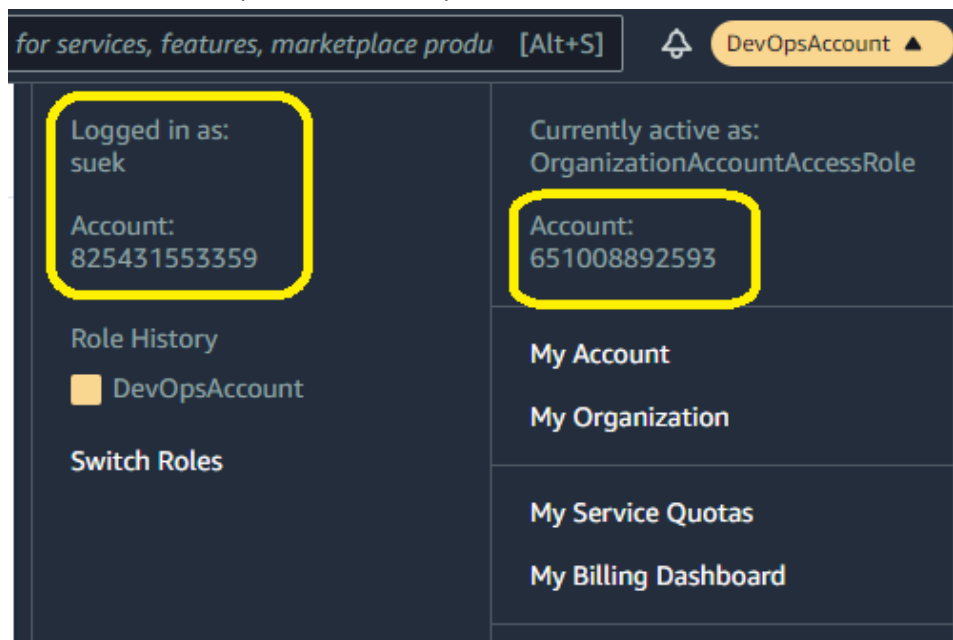 for services, features, marketplace produ [Alt+S] DevOpsAccount
Logged in as:
suek
Account:
825431553359
Role History
DevOpsAccount
Switch Roles
Currently active as:
OrganizationAccountAccessRole
Account:
651008892593
My Account
My Organization
My Service Quotas
My Billing Dashboard